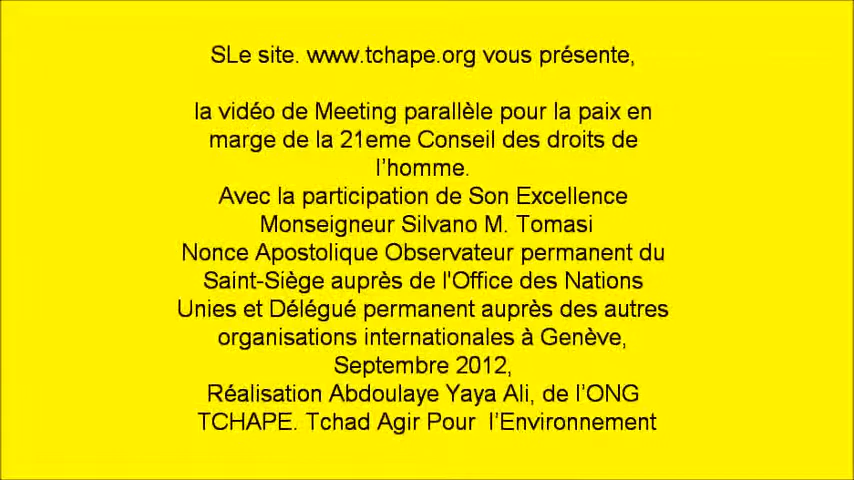 SLe site. www.tchape.org vous présente,
la vidéo de Meeting parallèle pour la paix en
marge de la 21eme Conseil des droits de
l’homme.
Avec la participation de Son Excellence
Monseigneur Silvano M. Tomasi
Nonce Apostolique Observateur permanent du
Saint-Siège auprès de l'Office des Nations
Unies et Délégué permanent auprès des autres
organisations internationales à Genève,
Septembre 2012,
Réalisation Abdoulaye Yaya Ali, de l’ONG
TCHAPE. Tchad Agir Pour  l’Environnement